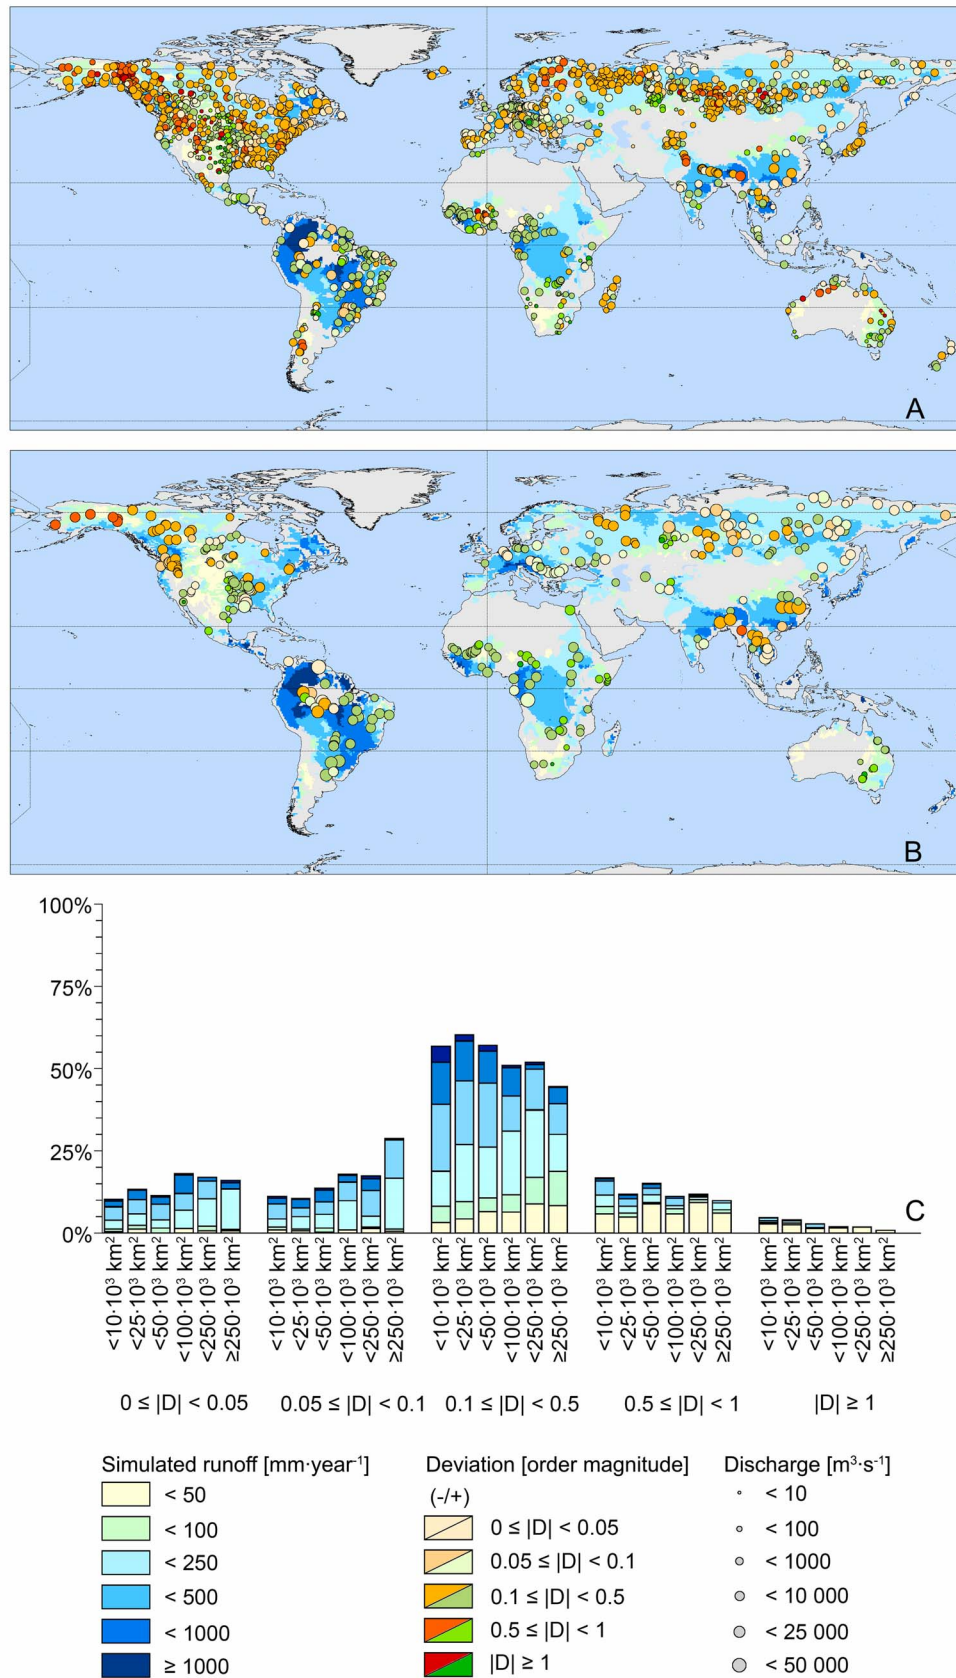 A
B
100%
75%
50%
25%
0%
C
<10·10³ km²
<25·10³ km²
<50·10³ km²
<100·10³ km²
<250·10³ km²
≥250·10³ km²
<10·10³ km²
<25·10³ km²
<50·10³ km²
<100·10³ km²
<250·10³ km²
≥250·10³ km²
<10·10³ km²
<25·10³ km²
<50·10³ km²
<100·10³ km²
<250·10³ km²
≥250·10³ km²
<10·10³ km²
<25·10³ km²
<50·10³ km²
<100·10³ km²
<250·10³ km²
≥250·10³ km²
<10·10³ km²
<25·10³ km²
<50·10³ km²
<100·10³ km²
<250·10³ km²
≥250·10³ km²
0 ≤ |D| < 0.05
0.05 ≤ |D| < 0.1
0.1 ≤ |D| < 0.5
0.5 ≤ |D| < 1
|D| ≥ 1
Simulated runoff [mm·year⁻¹]
< 50
< 100
< 250
< 500
< 1000
≥ 1000
Deviation [order magnitude]
(-/+)
0 ≤ |D| < 0.05
0.05 ≤ |D| < 0.1
0.1 ≤ |D| < 0.5
0.5 ≤ |D| < 1
|D| ≥ 1
Discharge [m³·s⁻¹]
< 10
< 100
< 1000
< 10 000
< 25 000
< 50 000